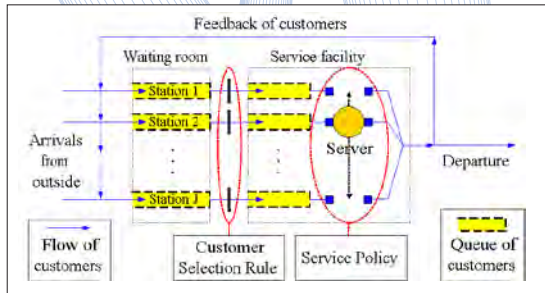 Feedback of customers
Waiting room
Service facility
Station 1
Station 2
Server
Arrivals
from
outside
Departure
Station J
Flow of
customers
Customer
Selection Rule
Service Policy
Queue of
customers